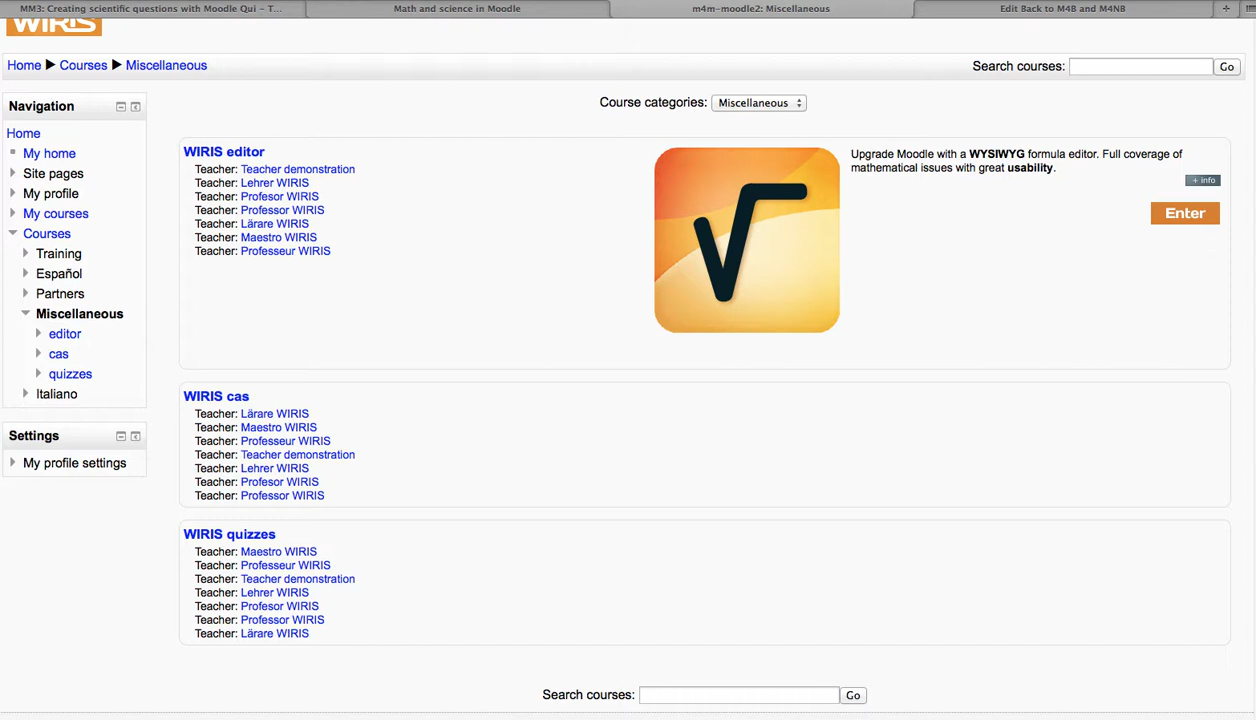 MM3: Creating scientific questions with Moodle Qui – T...
Math and science in Moodle
m4m-moodle2: Miscellaneous
Edit Back to M4B and M4NB
WIRIS
Home ▶ Courses ▶ Miscellaneous
Search courses:
Go
Navigation
Home
My home
Site pages
My profile
My courses
Courses
Training
Español
Partners
Miscellaneous
editor
cas
quizzes
Italiano
Settings
My profile settings
Course categories: Miscellaneous
WIRIS editor
Teacher: Teacher demonstration
Teacher: Lehrer WIRIS
Teacher: Profesor WIRIS
Teacher: Professor WIRIS
Teacher: Lärare WIRIS
Teacher: Maestro WIRIS
Teacher: Professeur WIRIS
Upgrade Moodle with a WYSIWYG formula editor. Full coverage of
mathematical issues with great usability.
+ info
Enter
WIRIS cas
Teacher: Lärare WIRIS
Teacher: Maestro WIRIS
Teacher: Professeur WIRIS
Teacher: Teacher demonstration
Teacher: Lehrer WIRIS
Teacher: Profesor WIRIS
Teacher: Professor WIRIS
WIRIS quizzes
Teacher: Maestro WIRIS
Teacher: Professeur WIRIS
Teacher: Teacher demonstration
Teacher: Lehrer WIRIS
Teacher: Profesor WIRIS
Teacher: Professor WIRIS
Teacher: Lärare WIRIS
Search courses:
Go